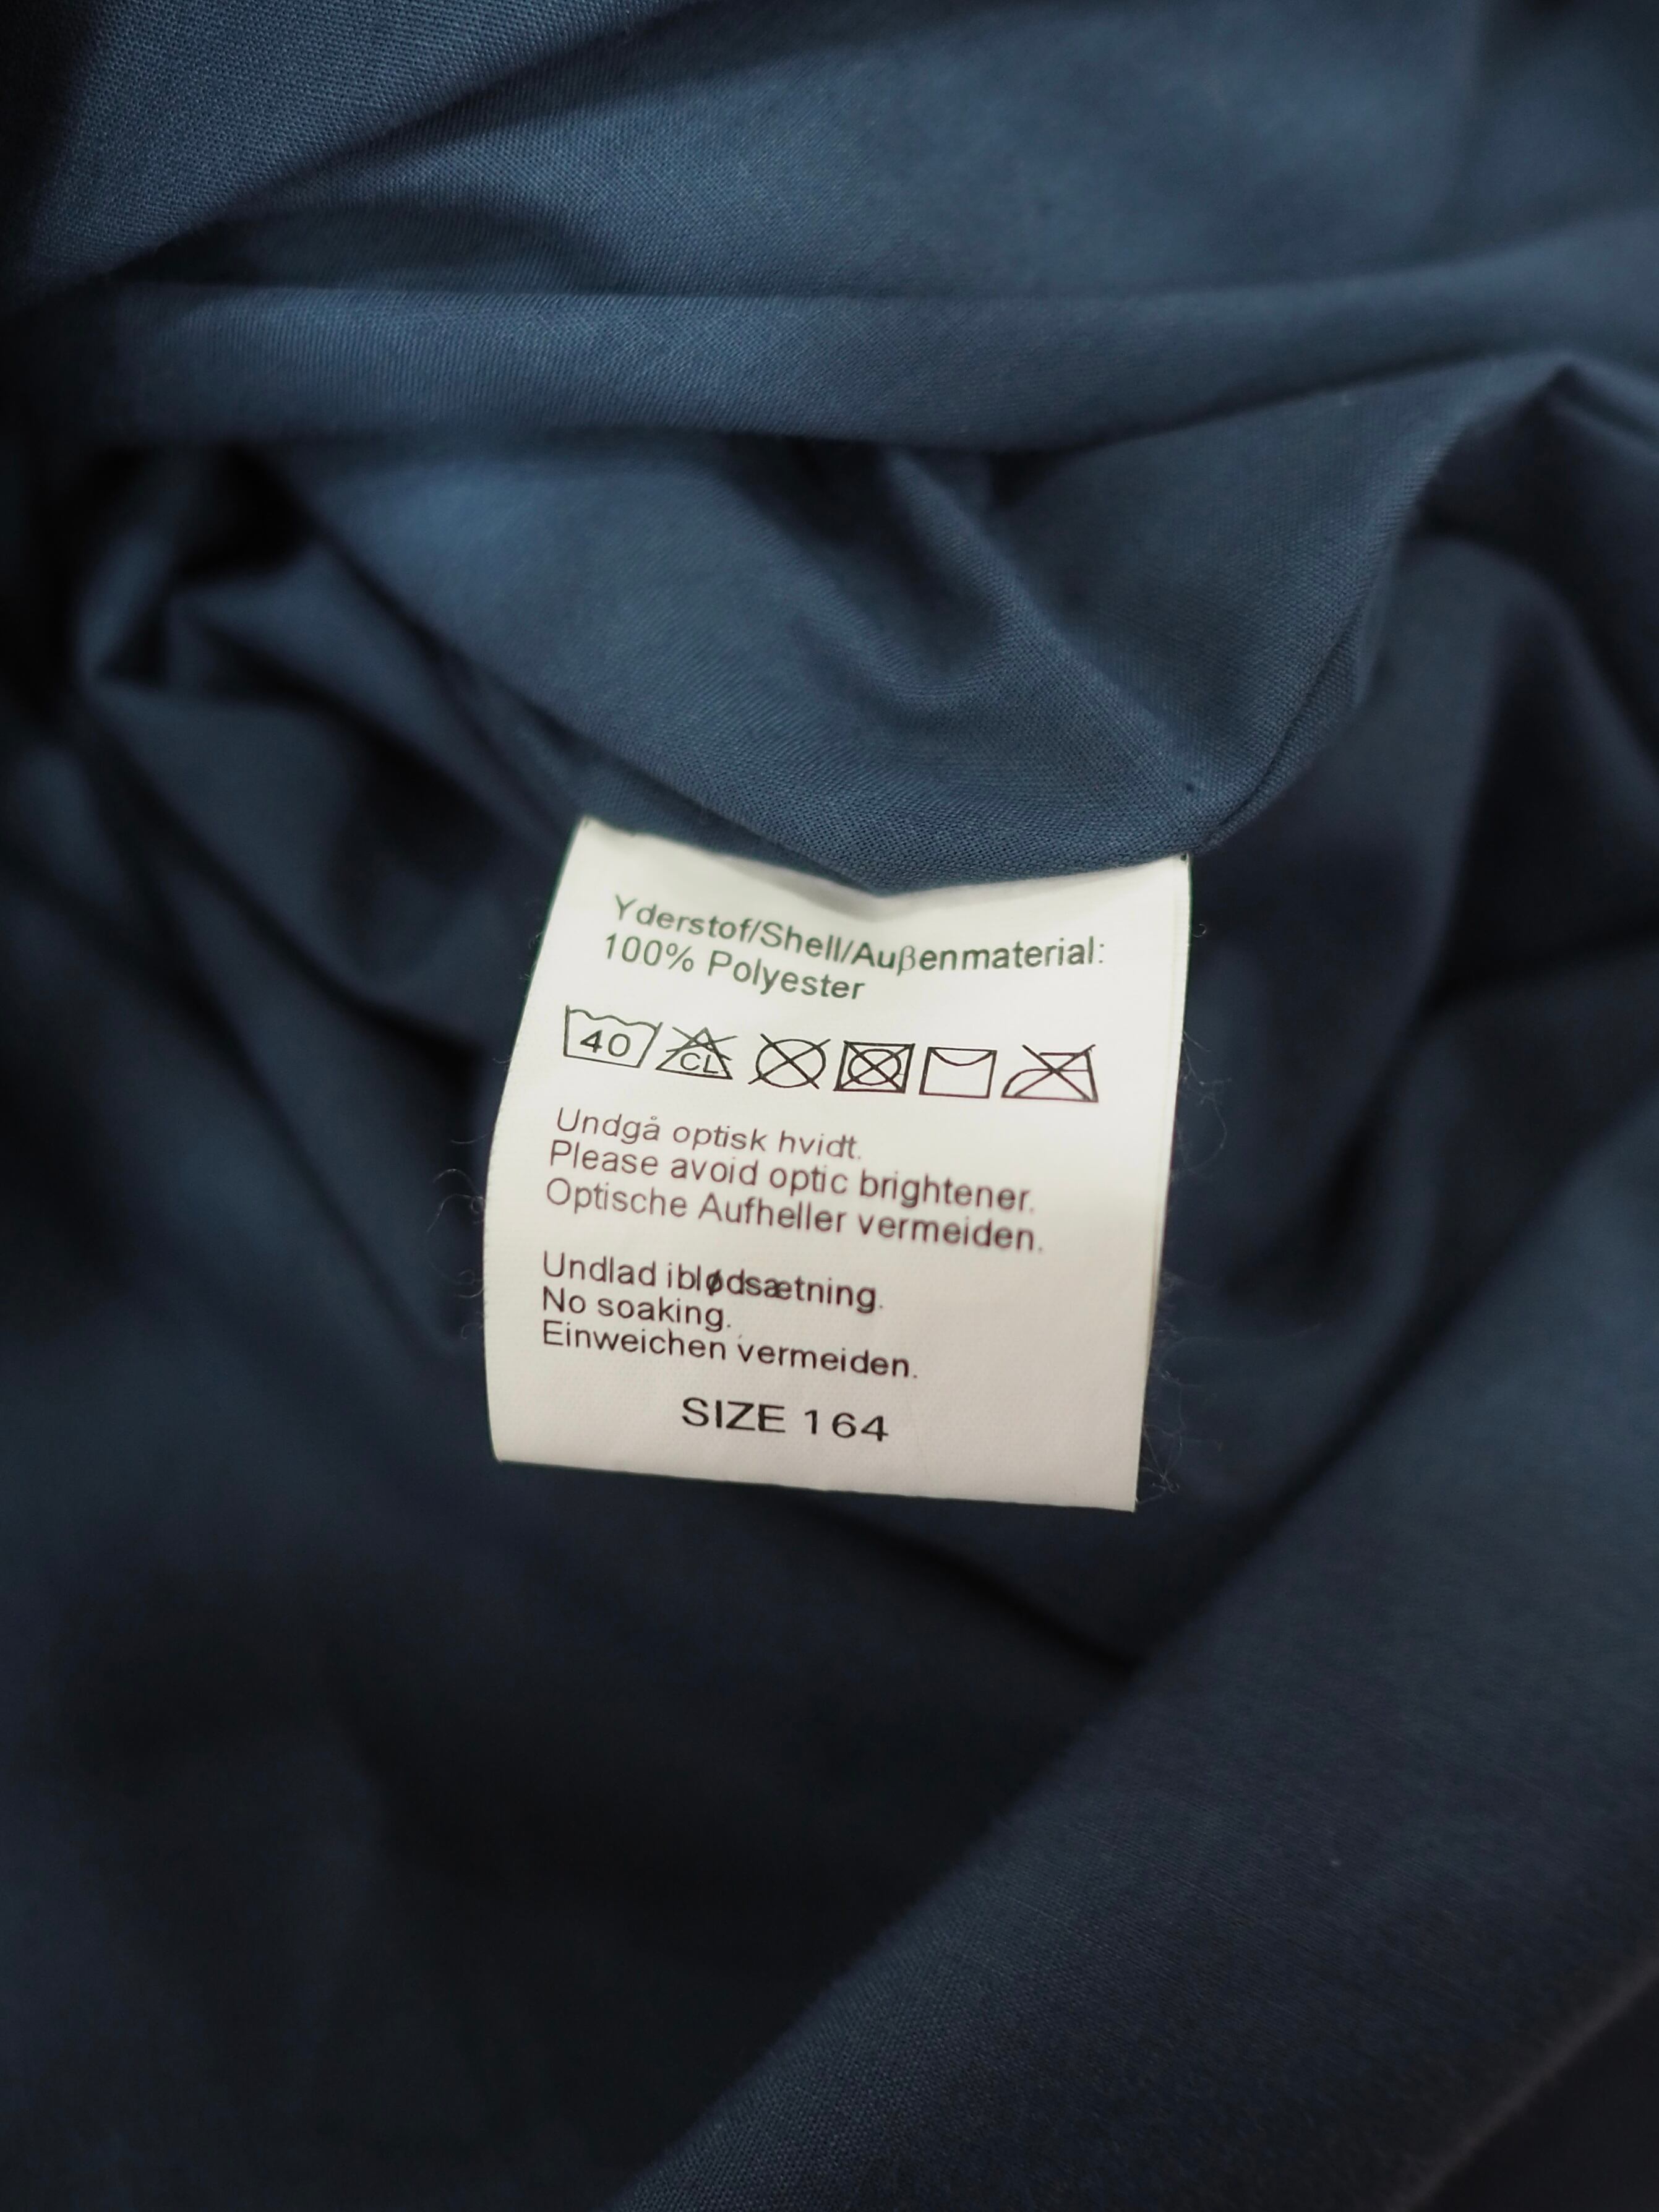 Yderstof/Shell/Außenmaterial:
100% Polyester
40 CL
Undgå optisk hvidt.
Please avoid optic brightener.
Optische Aufheller vermeiden.
Undlad iblødsætning.
No soaking.
Einweichen vermeiden.
SIZE 164